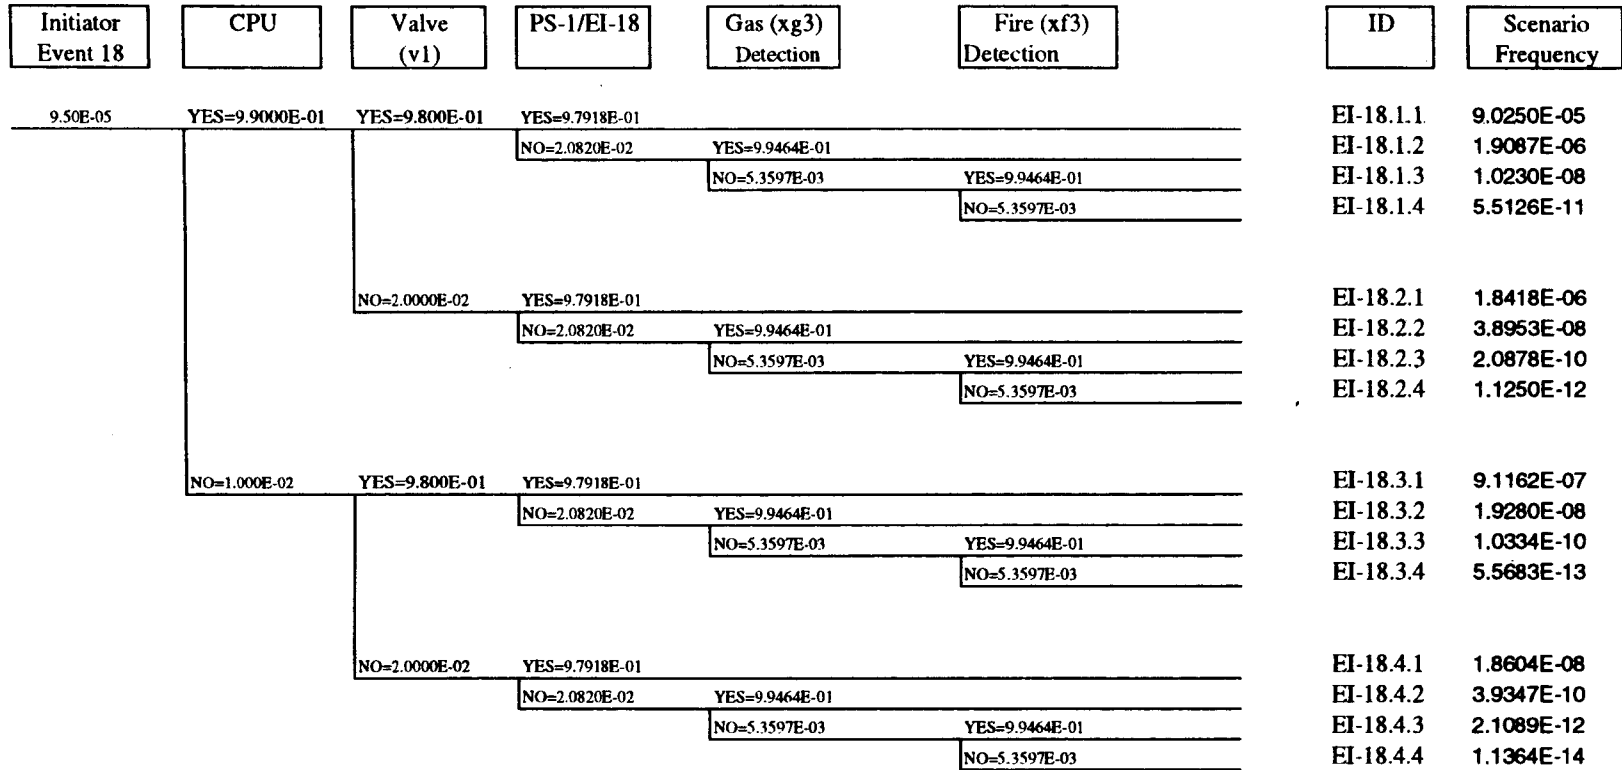 Initiator Event 18
CPU
Valve (v1)
PS-1/EI-18
Gas (xg3) Detection
Fire (xf3) Detection
ID
Scenario Frequency
9.50E-05 YES=9.9000E-01 YES=9.800E-01 YES=9.7918E-01 EI-18.1.1 9.0250E-05
NO=2.0820E-02 YES=9.9464E-01 EI-18.1.2 1.9087E-06
NO=5.3597E-03 YES=9.9464E-01 EI-18.1.3 1.0230E-08
NO=5.3597E-03 EI-18.1.4 5.5126E-11
NO=2.0000E-02 YES=9.7918E-01 EI-18.2.1 1.8418E-06
NO=2.0820E-02 YES=9.9464E-01 EI-18.2.2 3.8953E-08
NO=5.3597E-03 YES=9.9464E-01 EI-18.2.3 2.0878E-10
NO=5.3597E-03 EI-18.2.4 1.1250E-12
NO=1.000E-02 YES=9.800E-01 YES=9.7918E-01 EI-18.3.1 9.1162E-07
NO=2.0820E-02 YES=9.9464E-01 EI-18.3.2 1.9280E-08
NO=5.3597E-03 YES=9.9464E-01 EI-18.3.3 1.0334E-10
NO=5.3597E-03 EI-18.3.4 5.5683E-13
NO=2.0000E-02 YES=9.7918E-01 EI-18.4.1 1.8604E-08
NO=2.0820E-02 YES=9.9464E-01 EI-18.4.2 3.9347E-10
NO=5.3597E-03 YES=9.9464E-01 EI-18.4.3 2.1089E-12
NO=5.3597E-03 EI-18.4.4 1.1364E-14